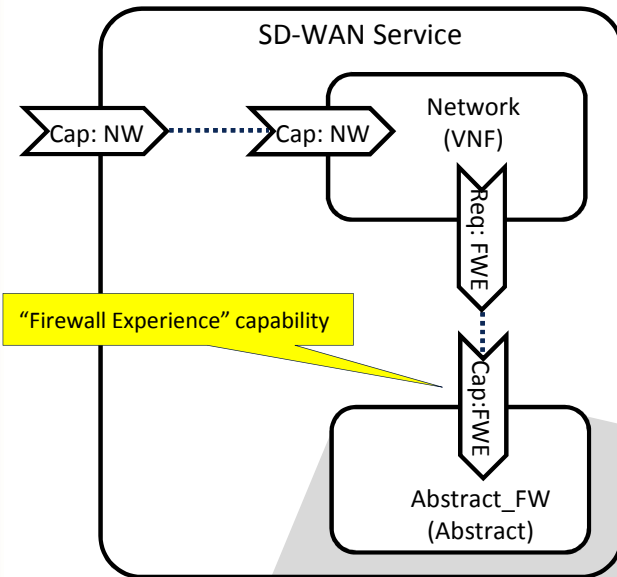 SD-WAN Service
Cap: NW
Cap: NW
Network
(VNF)
Req: FWE
“Firewall Experience” capability
Cap:FWE
Abstract_FW
(Abstract)